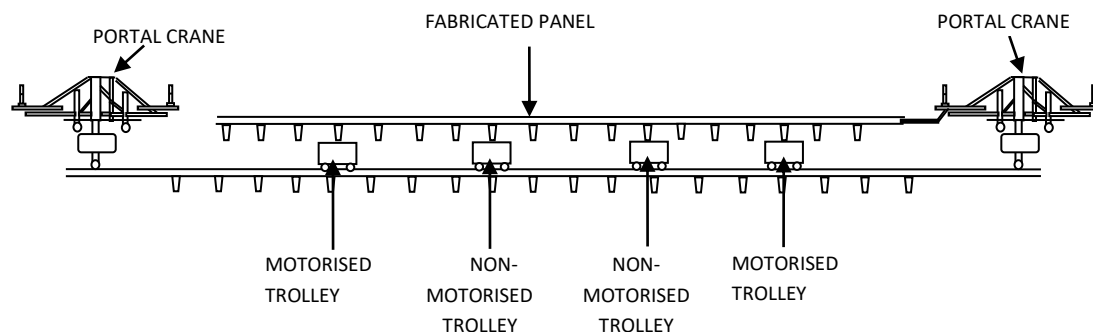 PORTAL CRANE
FABRICATED PANEL
PORTAL CRANE
MOTORISED
TROLLEY
NON-
MOTORISED
TROLLEY
NON-
MOTORISED
TROLLEY
MOTORISED
TROLLEY